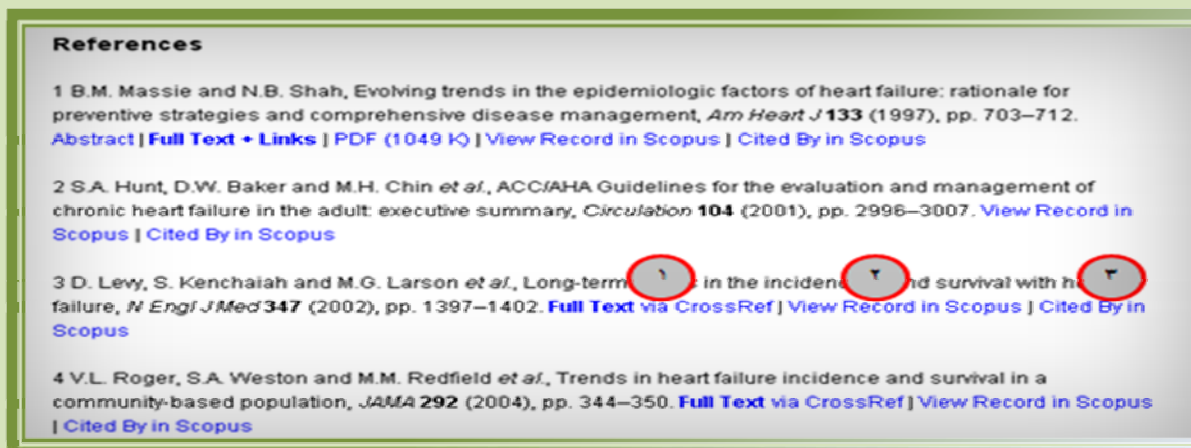 References
1 B.M. Massie and N.B. Shah, Evolving trends in the epidemiologic factors of heart failure: rationale for
preventive strategies and comprehensive disease management, Am Heart J 133 (1997), pp. 703–712.
Abstract | Full Text + Links | PDF (1049 K) | View Record in Scopus | Cited By in Scopus
2 S.A. Hunt, D.W. Baker and M.H. Chin et al., ACC/AHA Guidelines for the evaluation and management of
chronic heart failure in the adult: executive summary, Circulation 104 (2001), pp. 2996–3007. View Record in
Scopus | Cited By in Scopus
3 D. Levy, S. Kenchaiah and M.G. Larson et al., Long-term ١ in the ٢ survival with ٣
failure, N Engl J Med 347 (2002), pp. 1397–1402. Full Text via CrossRef | View Record in Scopus | Cited By in
Scopus
4 V.L. Roger, S.A. Weston and M.M. Redfield et al., Trends in heart failure incidence and survival in a
community-based population, JAMA 292 (2004), pp. 344–350. Full Text via CrossRef | View Record in Scopus
| Cited By in Scopus